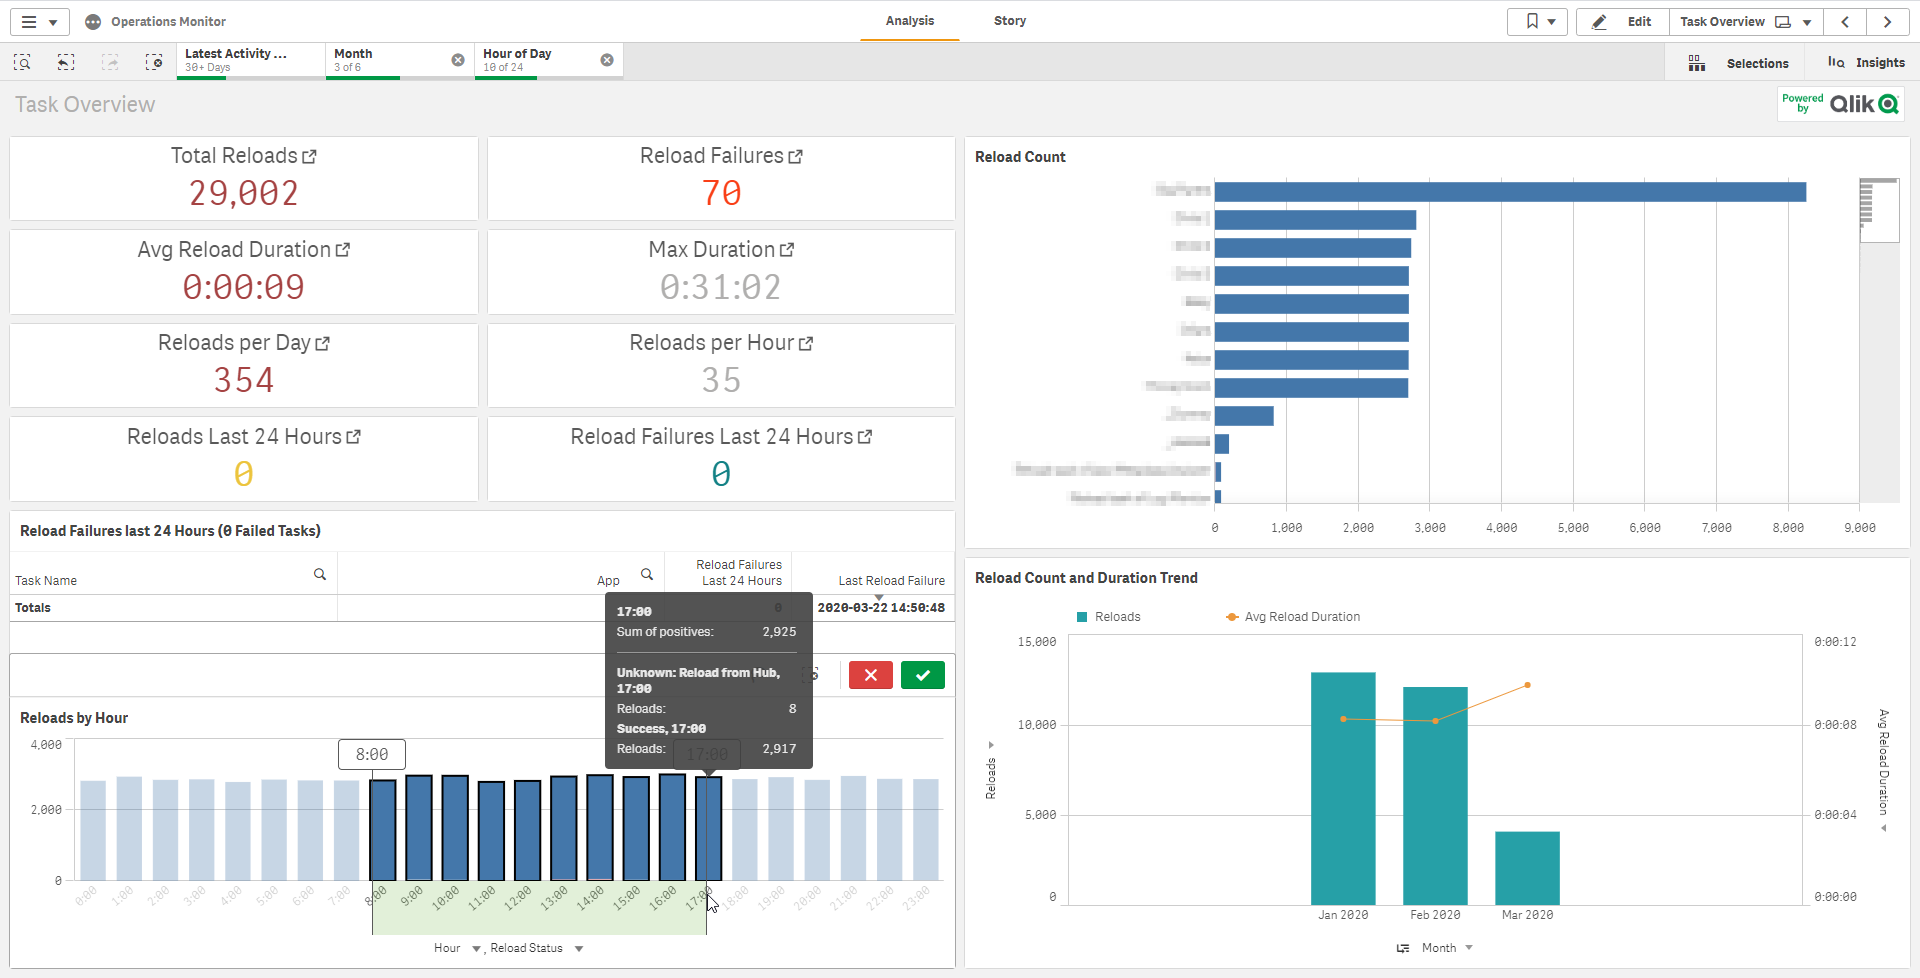 Operations Monitor
Analysis
Story
Edit
Task Overview
Latest Activity ...
30+ Days
Month
3 of 6
Hour of Day
10 of 24
Selections
Insights
Task Overview
Powered by Qlik
Total Reloads
29,002
Reload Failures
70
Avg Reload Duration
0:00:09
Max Duration
0:31:02
Reloads per Day
354
Reloads per Hour
35
Reloads Last 24 Hours
0
Reload Failures Last 24 Hours
0
Reload Failures last 24 Hours (0 Failed Tasks)
Task Name
App
Reload Failures
Last 24 Hours
Last Reload Failure
Totals
0
2020-03-22 14:50:48
17:00
Sum of positives: 2,925
Unknown: Reload from Hub,
17:00
Reloads: 8
Success, 17:00
Reloads: 2,917
Reloads by Hour
4,000
2,000
0
8:00
17:00
0:00
1:00
2:00
3:00
4:00
5:00
6:00
7:00
8:00
9:00
10:00
11:00
12:00
13:00
14:00
15:00
16:00
17:00
18:00
19:00
20:00
21:00
22:00
23:00
Hour , Reload Status
Reload Count
0
1,000
2,000
3,000
4,000
5,000
6,000
7,000
8,000
9,000
Reload Count and Duration Trend
Reloads
Avg Reload Duration
15,000
10,000
5,000
0
Reloads
0:00:12
0:00:08
0:00:04
0:00:00
Avg Reload Duration
Jan 2020
Feb 2020
Mar 2020
Month